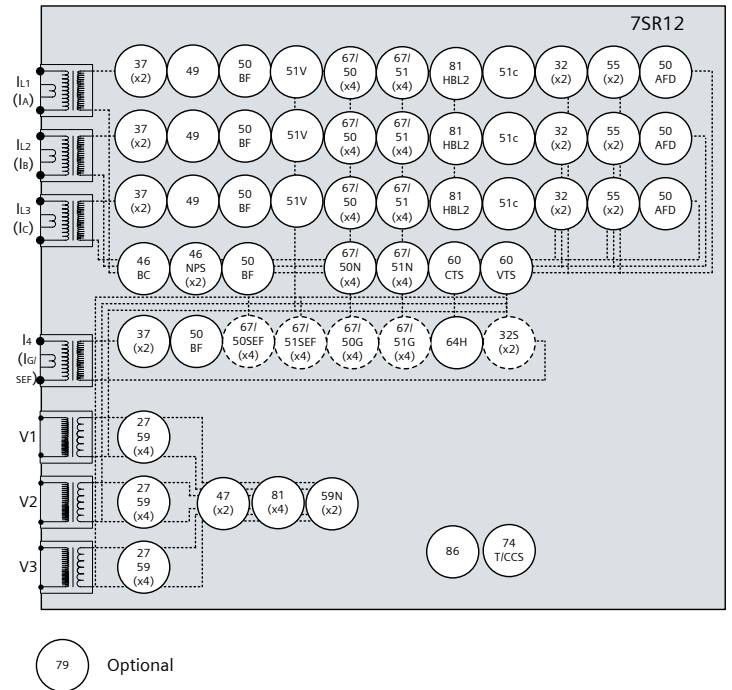 7SR12
IL1
(IA)
37
(x2)
49
50
BF
51V
67/
50
(x4)
67/
51
(x4)
81
HBL2
51c
32
(x2)
55
(x2)
50
AFD
IL2
(IB)
37
(x2)
49
50
BF
51V
67/
50
(x4)
67/
51
(x4)
81
HBL2
51c
32
(x2)
55
(x2)
50
AFD
IL3
(IC)
37
(x2)
49
50
BF
51V
67/
50
(x4)
67/
51
(x4)
81
HBL2
51c
32
(x2)
55
(x2)
50
AFD
46
BC
46
NPS
(x2)
50
BF
67/
50N
(x4)
67/
51N
(x4)
60
CTS
60
VTS
I4
(IG/
SEF)
37
(x2)
50
BF
67/
50SEF
(x4)
67/
51SEF
(x4)
67/
50G
(x4)
67/
51G
(x4)
64H
32S
(x2)
V1
27
59
(x4)
V2
27
59
(x4)
47
(x2)
81
(x4)
59N
(x2)
V3
27
59
(x4)
86
74
T/CCS
79
Optional